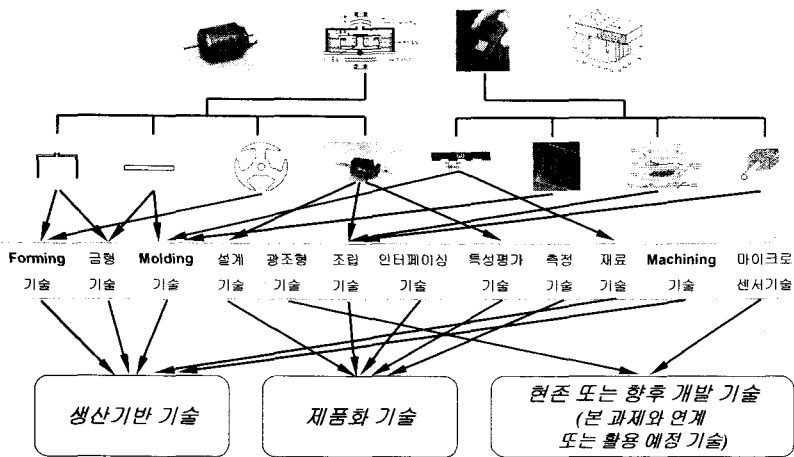 Forming 금형 Molding 설계 광조형 조립 인터페이싱 특성평가 측정 재료 Machining 마이크로
기술 기술 기술 기술 기술 기술 기술 기술 기술 기술 기술 센서기술
생산기반 기술
제품화 기술
현존 또는 향후 개발 기술
(본 과제와 연계
또는 활용 예정 기술)